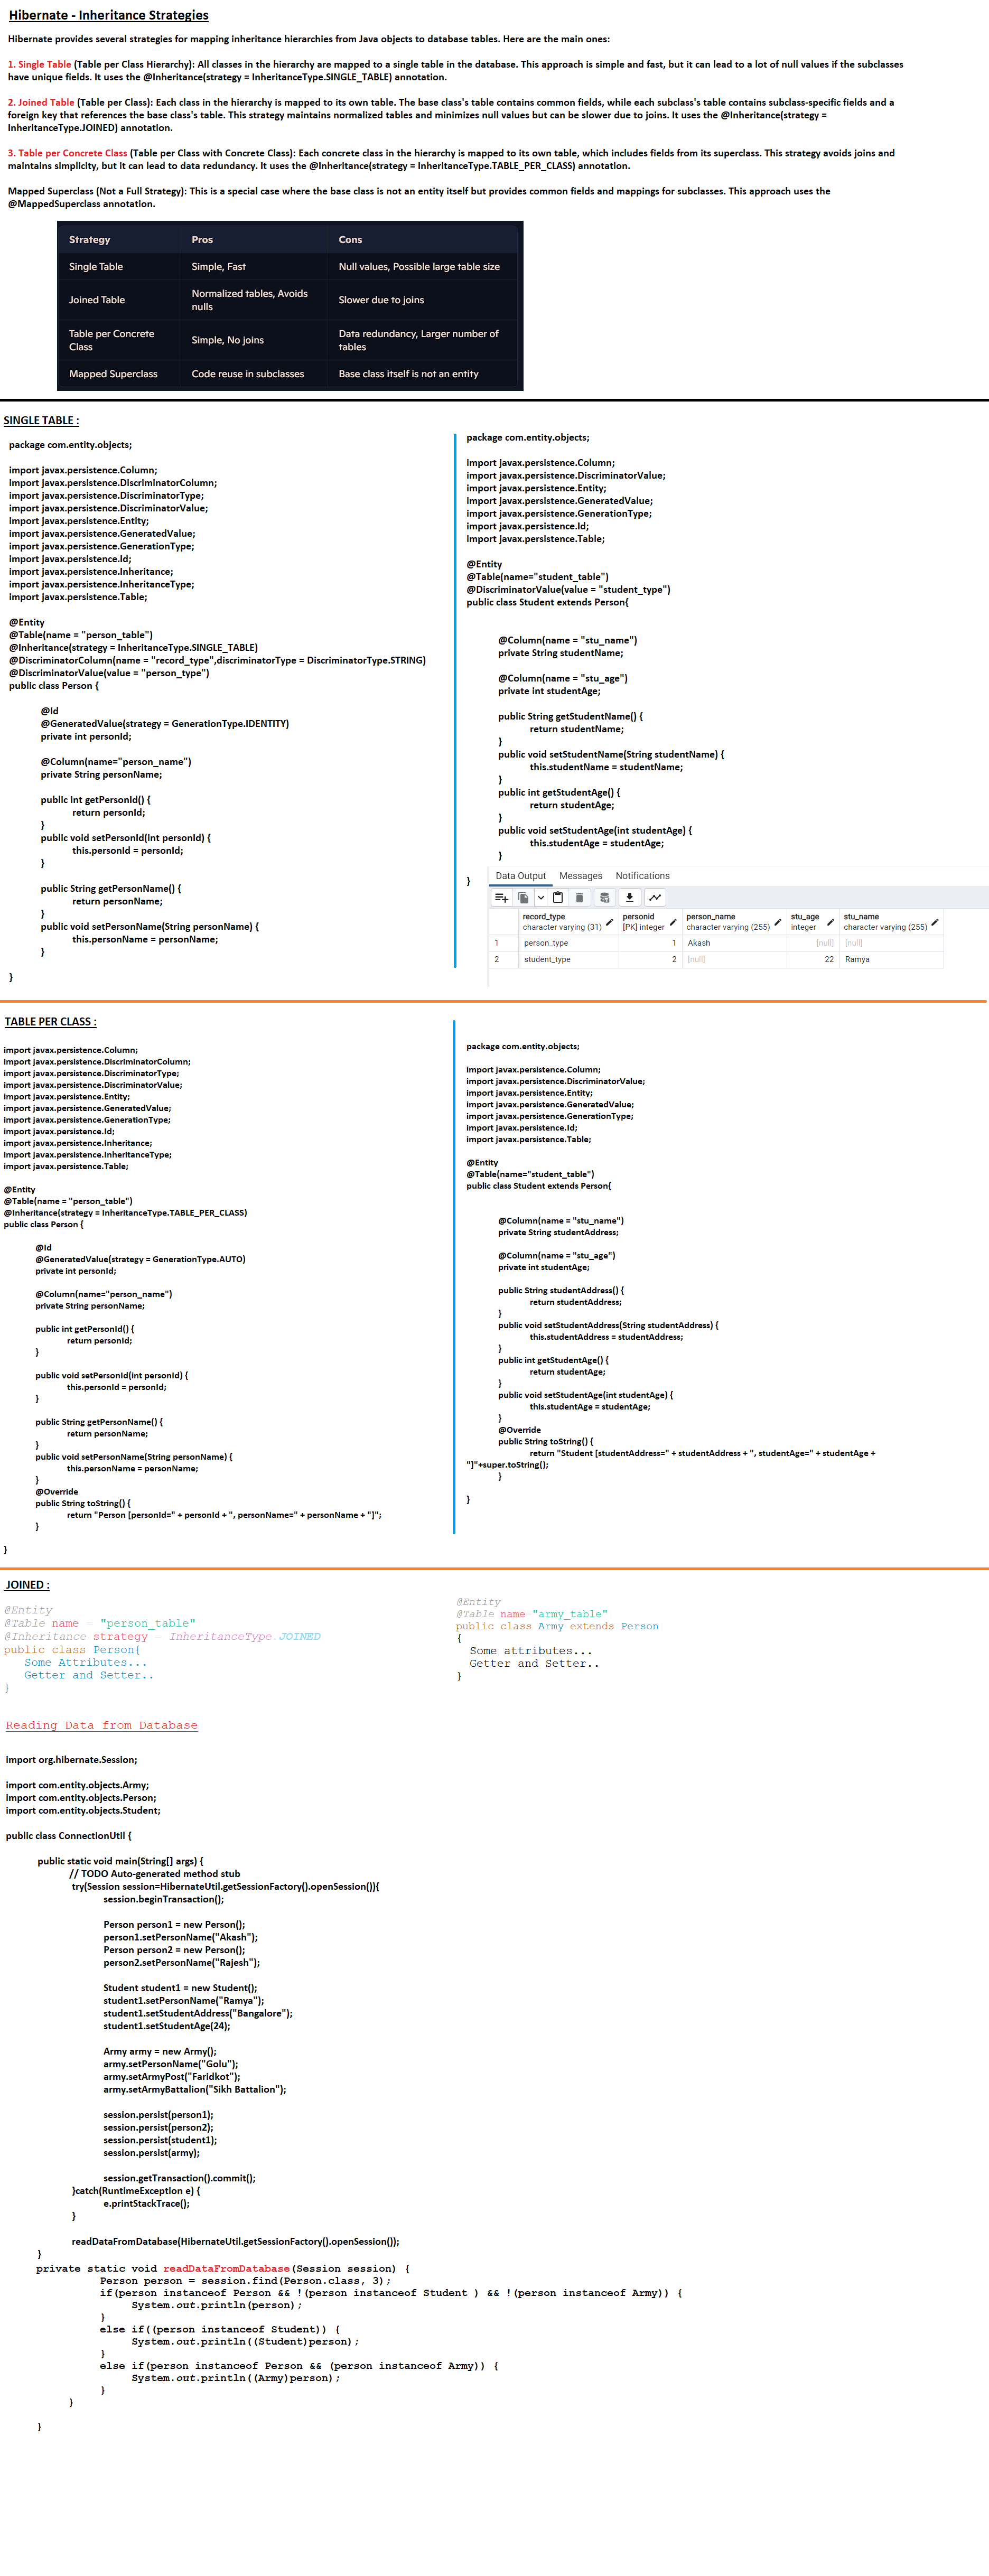 Hibernate - Inheritance Strategies
Hibernate provides several strategies for mapping inheritance hierarchies from Java objects to database tables. Here are the main ones:
1. Single Table (Table per Class Hierarchy): All classes in the hierarchy are mapped to a single table in the database. This approach is simple and fast, but it can lead to a lot of null values if the subclasses
have unique fields. It uses the @Inheritance(strategy = InheritanceType.SINGLE_TABLE) annotation.
2. Joined Table (Table per Class): Each class in the hierarchy is mapped to its own table. The base class's table contains common fields, while each subclass's table contains subclass-specific fields and a
foreign key that references the base class's table. This strategy maintains normalized tables and minimizes null values but can be slower due to joins. It uses the @Inheritance(strategy =
InheritanceType.JOINED) annotation.
3. Table per Concrete Class (Table per Class with Concrete Class): Each concrete class in the hierarchy is mapped to its own table, which includes fields from its superclass. This strategy avoids joins and
maintains simplicity, but it can lead to data redundancy. It uses the @Inheritance(strategy = InheritanceType.TABLE_PER_CLASS) annotation.
Mapped Superclass (Not a Full Strategy): This is a special case where the base class is not an entity itself but provides common fields and mappings for subclasses. This approach uses the
@MappedSuperclass annotation.
Strategy Pros Cons
Single Table Simple, Fast Null values, Possible large table size
Joined Table Normalized tables, Avoids nulls Slower due to joins
Table per Concrete Class Simple, No joins Data redundancy, Larger number of tables
Mapped Superclass Code reuse in subclasses Base class itself is not an entity
SINGLE TABLE :
package com.entity.objects;
import javax.persistence.Column;
import javax.persistence.DiscriminatorColumn;
import javax.persistence.DiscriminatorType;
import javax.persistence.DiscriminatorValue;
import javax.persistence.Entity;
import javax.persistence.GeneratedValue;
import javax.persistence.GenerationType;
import javax.persistence.Id;
import javax.persistence.Inheritance;
import javax.persistence.InheritanceType;
import javax.persistence.Table;
@Entity
@Table(name = "person_table")
@Inheritance(strategy = InheritanceType.SINGLE_TABLE)
@DiscriminatorColumn(name = "record_type",discriminatorType = DiscriminatorType.STRING)
@DiscriminatorValue(value = "person_type")
public class Person {
@Id
@GeneratedValue(strategy = GenerationType.IDENTITY)
private int personId;
@Column(name="person_name")
private String personName;
public int getPersonId() {
return personId;
}
public void setPersonId(int personId) {
this.personId = personId;
}
public String getPersonName() {
return personName;
}
public void setPersonName(String personName) {
this.personName = personName;
}
}
package com.entity.objects;
import javax.persistence.Column;
import javax.persistence.DiscriminatorValue;
import javax.persistence.Entity;
import javax.persistence.GeneratedValue;
import javax.persistence.GenerationType;
import javax.persistence.Id;
import javax.persistence.Table;
@Entity
@Table(name="student_table")
@DiscriminatorValue(value = "student_type")
public class Student extends Person{
@Column(name = "stu_name")
private String studentName;
@Column(name = "stu_age")
private int studentAge;
public String getStudentName() {
return studentName;
}
public void setStudentName(String studentName) {
this.studentName = studentName;
}
public int getStudentAge() {
return studentAge;
}
public void setStudentAge(int studentAge) {
this.studentAge = studentAge;
}
}
Data Output Messages Notifications
record_type personid person_name stu_age stu_name
character varying (31) [PK] integer character varying (255) integer character varying (255)
1 person_type 1 Akash [null] [null]
2 student_type 2 [null] 22 Ramya
TABLE PER CLASS :
import javax.persistence.Column;
import javax.persistence.DiscriminatorColumn;
import javax.persistence.DiscriminatorType;
import javax.persistence.DiscriminatorValue;
import javax.persistence.Entity;
import javax.persistence.GeneratedValue;
import javax.persistence.GenerationType;
import javax.persistence.Id;
import javax.persistence.Inheritance;
import javax.persistence.InheritanceType;
import javax.persistence.Table;
@Entity
@Table(name = "person_table")
@Inheritance(strategy = InheritanceType.TABLE_PER_CLASS)
public class Person {
@Id
@GeneratedValue(strategy = GenerationType.AUTO)
private int personId;
@Column(name="person_name")
private String personName;
public int getPersonId() {
return personId;
}
public void setPersonId(int personId) {
this.personId = personId;
}
public String getPersonName() {
return personName;
}
public void setPersonName(String personName) {
this.personName = personName;
}
@Override
public String toString() {
return "Person [personId=" + personId + ", personName=" + personName + "]";
}
}
package com.entity.objects;
import javax.persistence.Column;
import javax.persistence.DiscriminatorValue;
import javax.persistence.Entity;
import javax.persistence.GeneratedValue;
import javax.persistence.GenerationType;
import javax.persistence.Id;
import javax.persistence.Table;
@Entity
@Table(name="student_table")
public class Student extends Person{
@Column(name = "stu_name")
private String studentAddress;
@Column(name = "stu_age")
private int studentAge;
public String studentAddress() {
return studentAddress;
}
public void setStudentAddress(String studentAddress) {
this.studentAddress = studentAddress;
}
public int getStudentAge() {
return studentAge;
}
public void setStudentAge(int studentAge) {
this.studentAge = studentAge;
}
@Override
public String toString() {
return "Student [studentAddress=" + studentAddress + ", studentAge=" + studentAge +
"]"+super.toString();
}
}
JOINED :
@Entity
@Table name = "person_table"
@Inheritance strategy = InheritanceType.JOINED
public class Person{
Some Attributes...
Getter and Setter..
}
@Entity
@Table name "army_table"
public class Army extends Person
{
Some attributes...
Getter and Setter..
}
Reading Data from Database
import org.hibernate.Session;
import com.entity.objects.Army;
import com.entity.objects.Person;
import com.entity.objects.Student;
public class ConnectionUtil {
public static void main(String[] args) {
// TODO Auto-generated method stub
try(Session session=HibernateUtil.getSessionFactory().openSession()){
session.beginTransaction();
Person person1 = new Person();
person1.setPersonName("Akash");
Person person2 = new Person();
person2.setPersonName("Rajesh");
Student student1 = new Student();
student1.setPersonName("Ramya");
student1.setStudentAddress("Bangalore");
student1.setStudentAge(24);
Army army = new Army();
army.setPersonName("Golu");
army.setArmyPost("Faridkot");
army.setArmyBattalion("Sikh Battalion");
session.persist(person1);
session.persist(person2);
session.persist(student1);
session.persist(army);
session.getTransaction().commit();
}catch(RuntimeException e) {
e.printStackTrace();
}
readDataFromDatabase(HibernateUtil.getSessionFactory().openSession());
}
private static void readDataFromDatabase(Session session) {
Person person = session.find(Person.class, 3);
if(person instanceof Person && !(person instanceof Student ) && !(person instanceof Army)) {
System.out.println(person);
}
else if((person instanceof Student)) {
System.out.println((Student)person);
}
else if(person instanceof Person && (person instanceof Army)) {
System.out.println((Army)person);
}
}
}